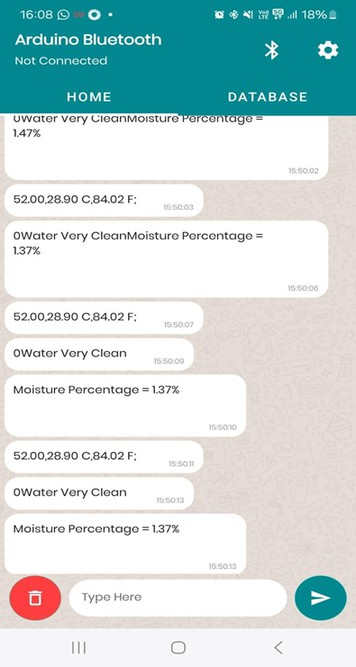 16:08 18%
Arduino Bluetooth
Not Connected
HOME DATABASE
0Water Very CleanMoisture Percentage =
1.47%
15:50:02
52.00,28.90 C,84.02 F;
15:50:03
0Water Very CleanMoisture Percentage =
1.37%
15:50:06
52.00,28.90 C,84.02 F;
15:50:07
0Water Very Clean
15:50:09
Moisture Percentage = 1.37%
15:50:10
52.00,28.90 C,84.02 F;
15:50:11
0Water Very Clean
15:50:13
Moisture Percentage = 1.37%
15:50:13
Type Here